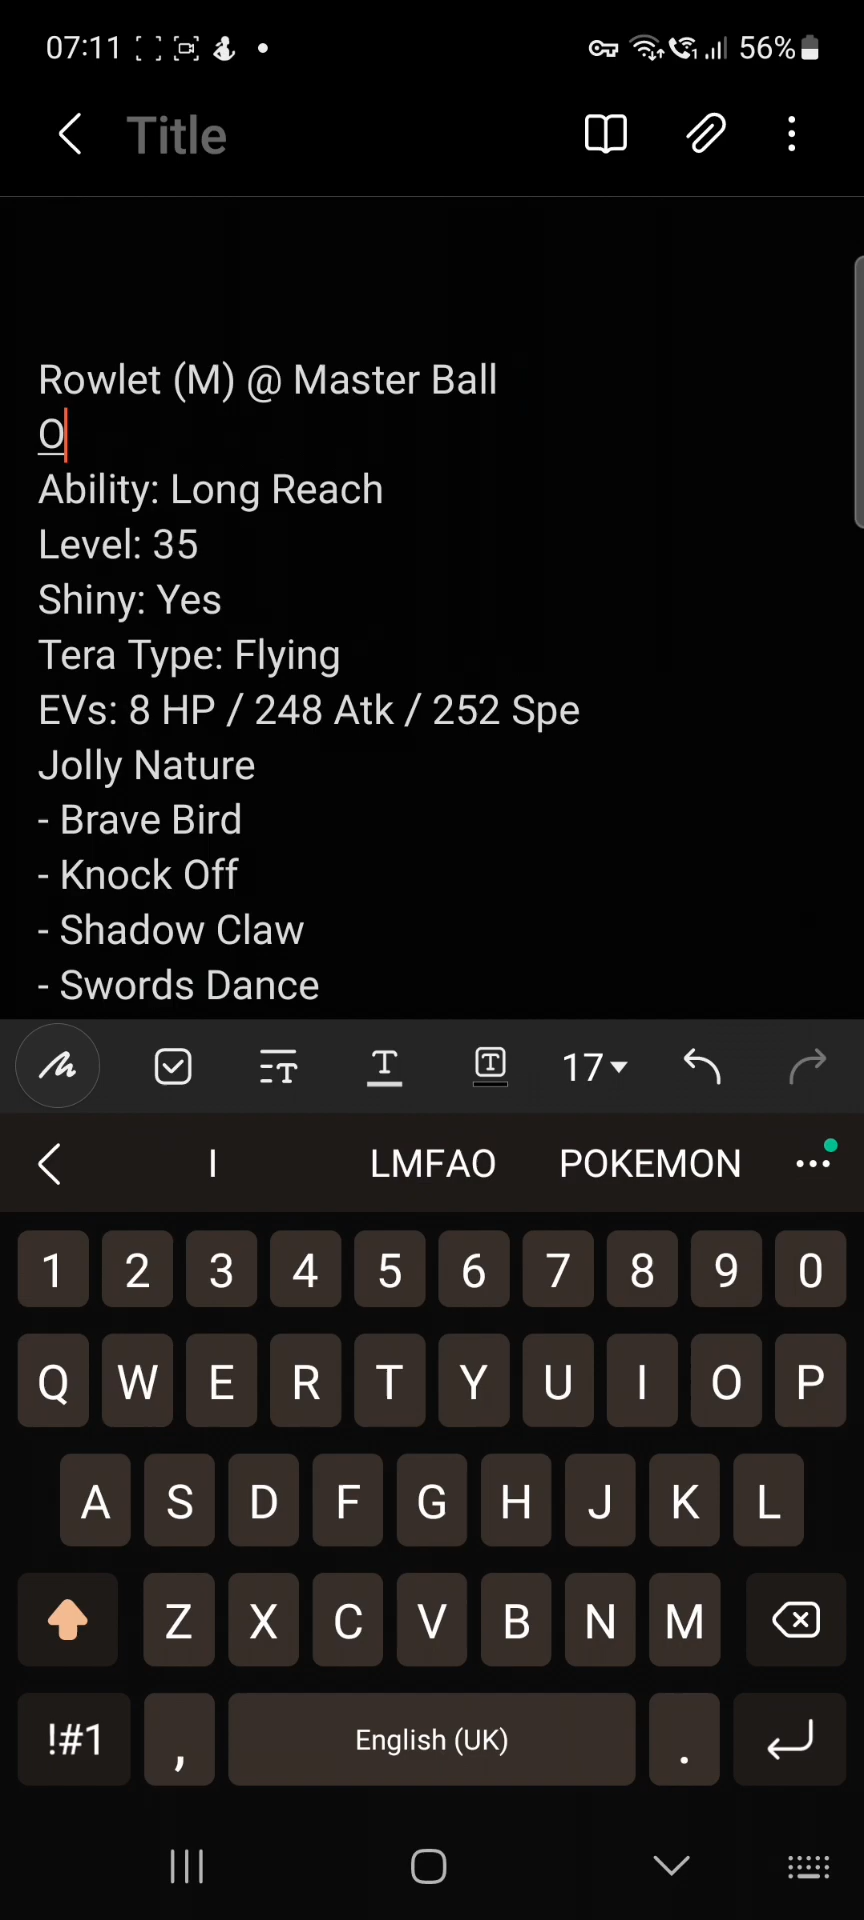 07:11 56%
Title
Rowlet (M) @ Master Ball
O
Ability: Long Reach
Level: 35
Shiny: Yes
Tera Type: Flying
EVs: 8 HP / 248 Atk / 252 Spe
Jolly Nature
- Brave Bird
- Knock Off
- Shadow Claw
- Swords Dance
T T T 17
I LMFAO POKEMON ...
1 2 3 4 5 6 7 8 9 0
Q W E R T Y U I O P
A S D F G H J K L
Z X C V B N M
!#1 , English (UK) .